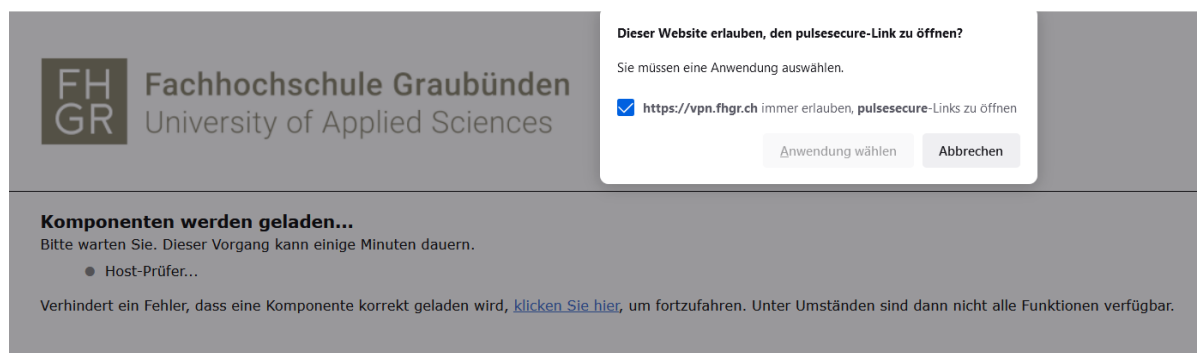 Dieser Website erlauben, den pulsesecure-Link zu öffnen?
Sie müssen eine Anwendung auswählen.
https://vpn.fhgr.ch immer erlauben, pulsesecure-Links zu öffnen
Anwendung wählen
Abbrechen
FH
GR
Fachhochschule Graubünden
University of Applied Sciences
Komponenten werden geladen...
Bitte warten Sie. Dieser Vorgang kann einige Minuten dauern.
Host-Prüfer...
Verhindert ein Fehler, dass eine Komponente korrekt geladen wird, klicken Sie hier, um fortzufahren. Unter Umständen sind dann nicht alle Funktionen verfügbar.